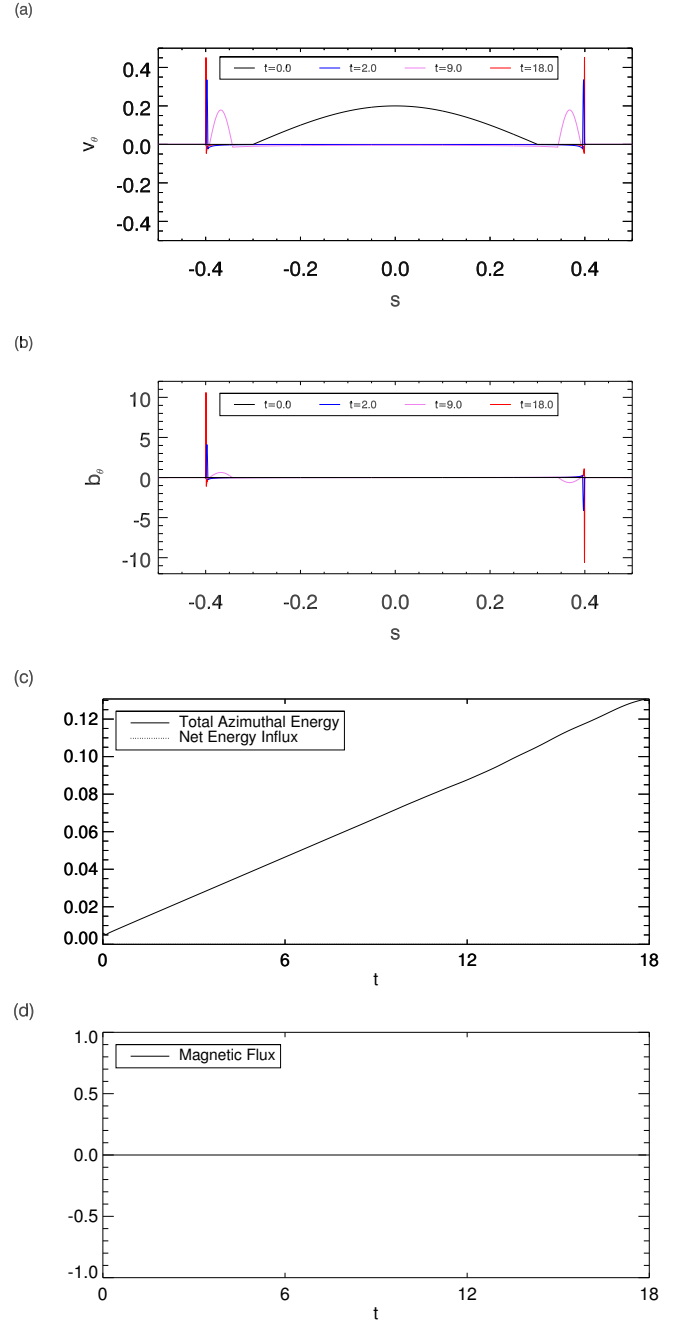 (a)
t=0.0 t=2.0 t=9.0 t=18.0
0.4
0.2
0.0
-0.2
-0.4
vθ
-0.4 -0.2 0.0 0.2 0.4
s
(b)
t=0.0 t=2.0 t=9.0 t=18.0
10
5
0
-5
-10
bθ
-0.4 -0.2 0.0 0.2 0.4
s
(c)
Total Azimuthal Energy
Net Energy Influx
0.12
0.10
0.08
0.06
0.04
0.02
0.00
0 6 12 18
t
(d)
Magnetic Flux
1.0
0.5
0.0
-0.5
-1.0
0 6 12 18
t